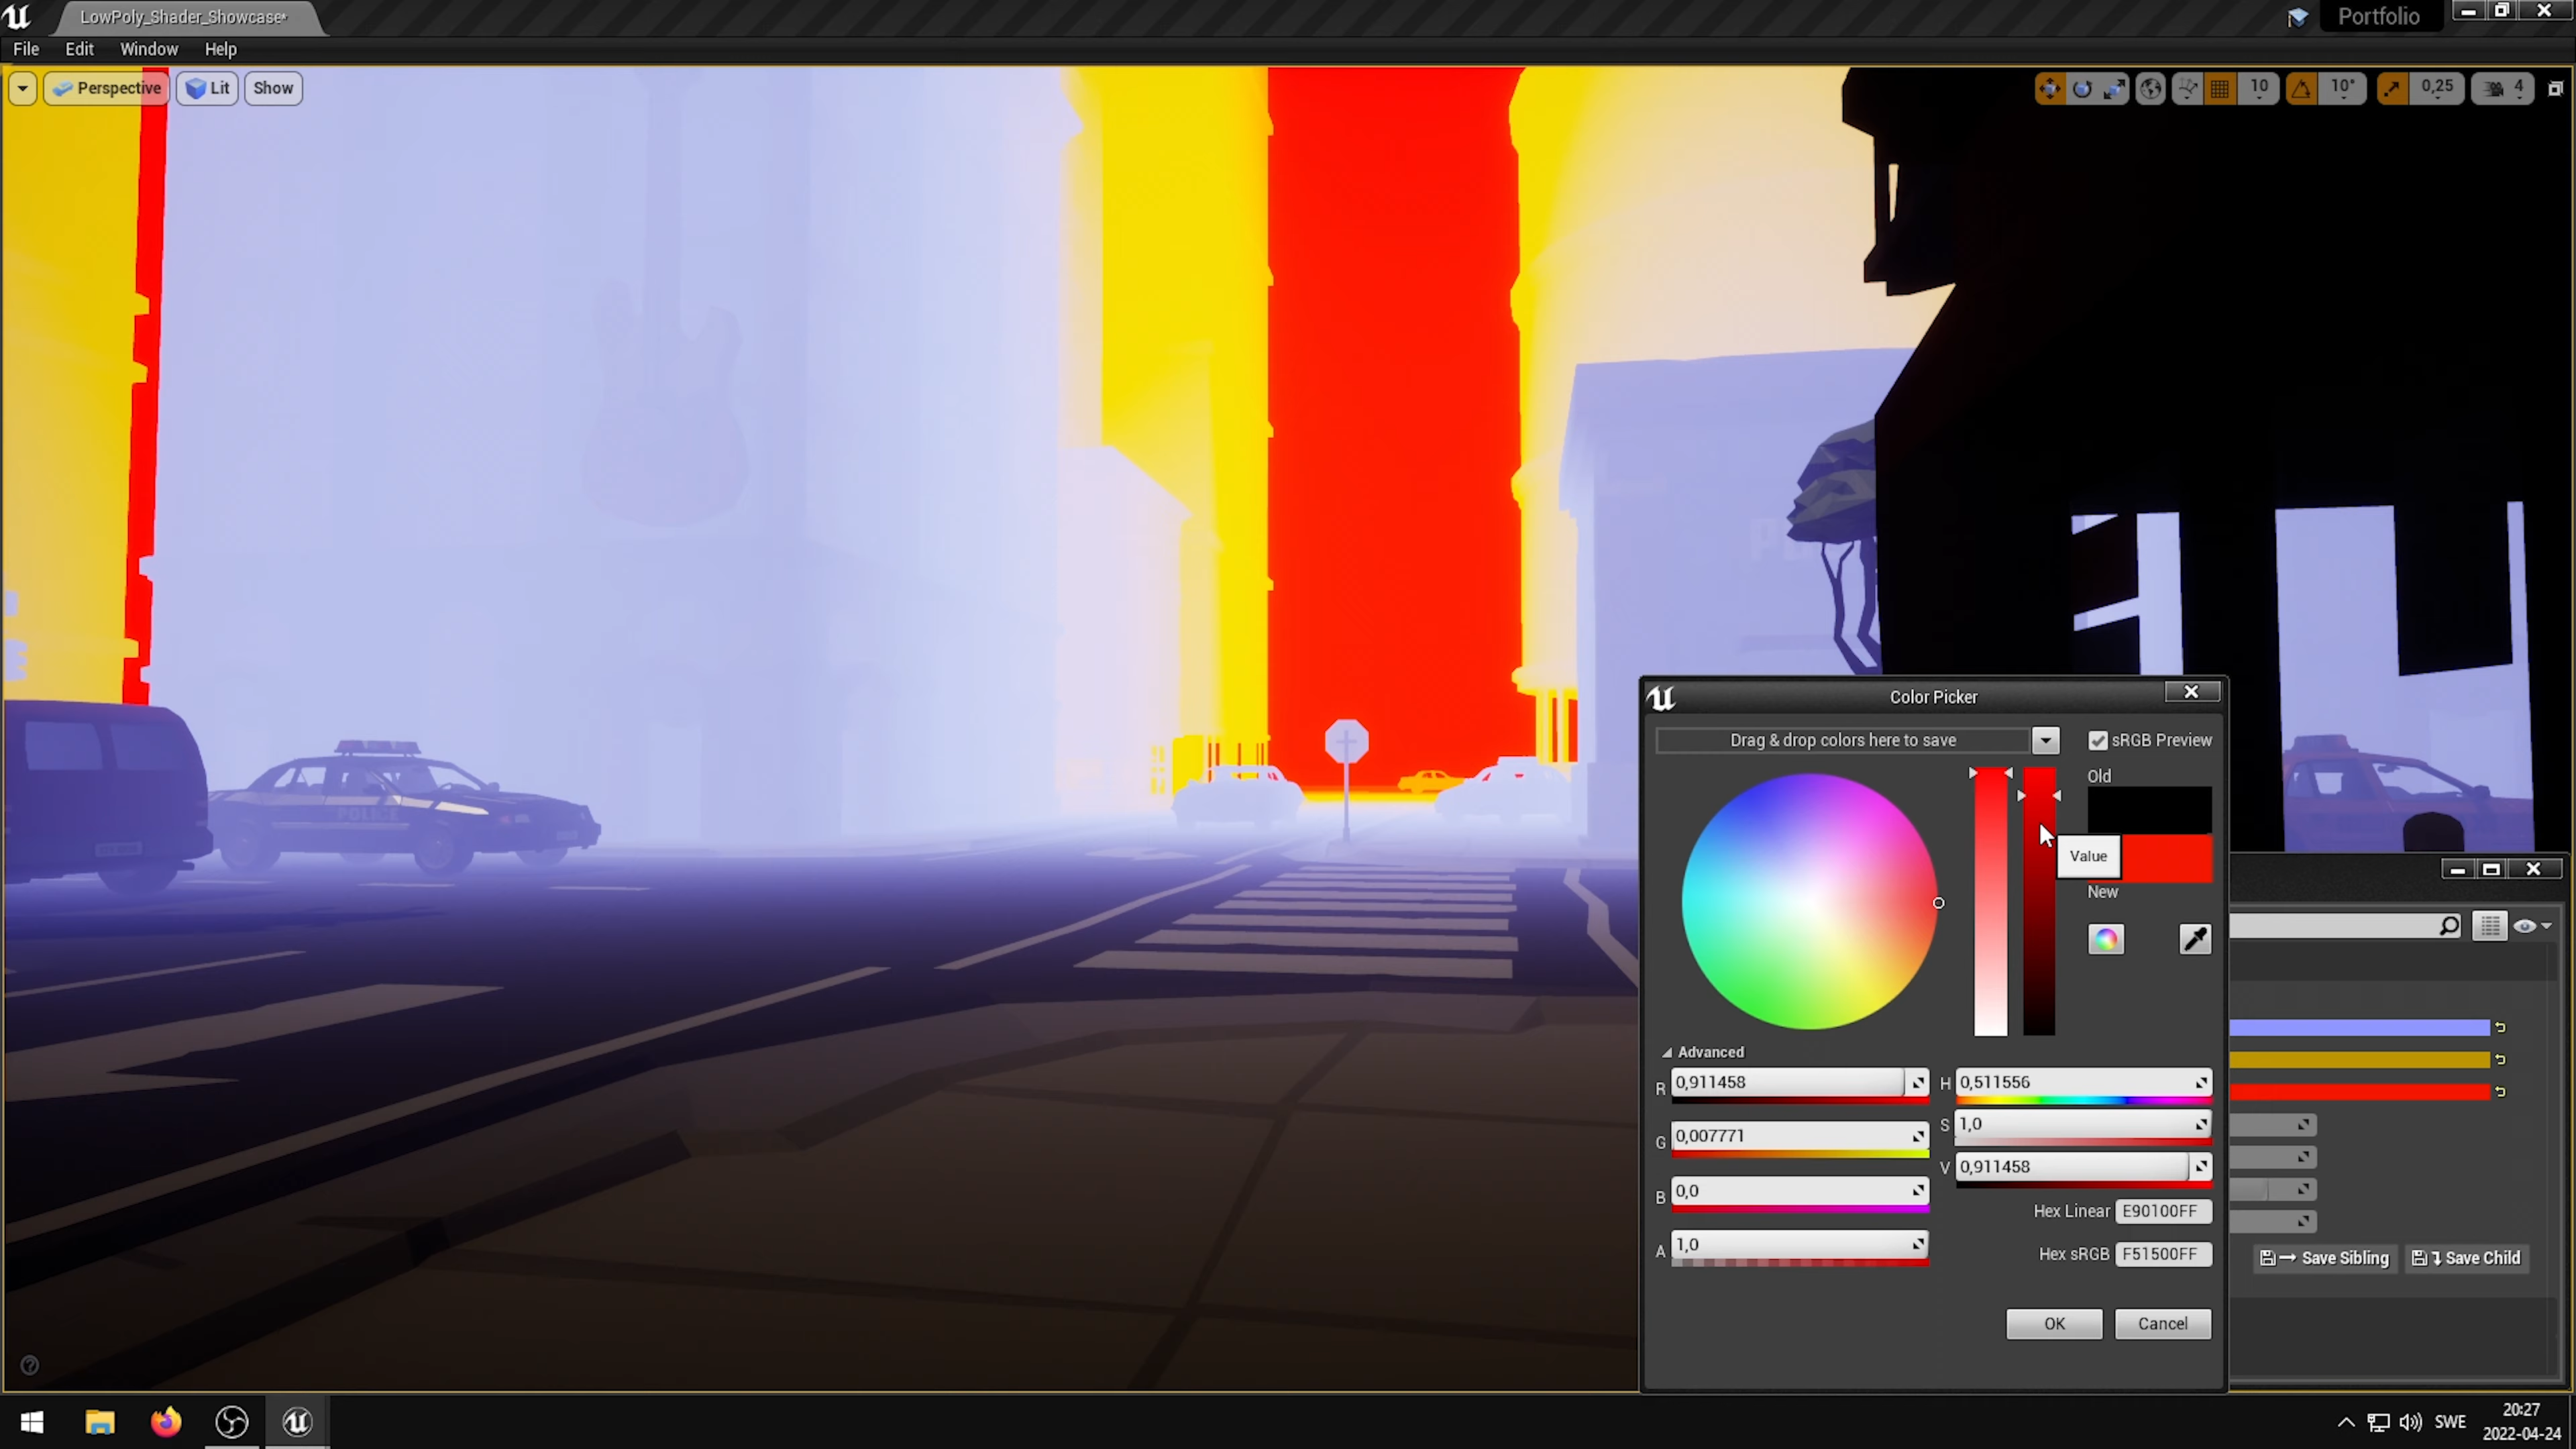 LowPoly_Shader_Showcase*
Portfolio
File Edit Window Help
Perspective Lit Show
10 10° 0,25 4
POLICE
Color Picker
Drag & drop colors here to save
sRGB Preview
Old
Value
New
Advanced
R 0,911458
H 0,511556
G 0,007771
S 1,0
B 0,0
V 0,911458
A 1,0
Hex Linear E90100FF
Hex sRGB F51500FF
OK Cancel
Save Sibling Save Child
SWE
20:27
2022-04-24